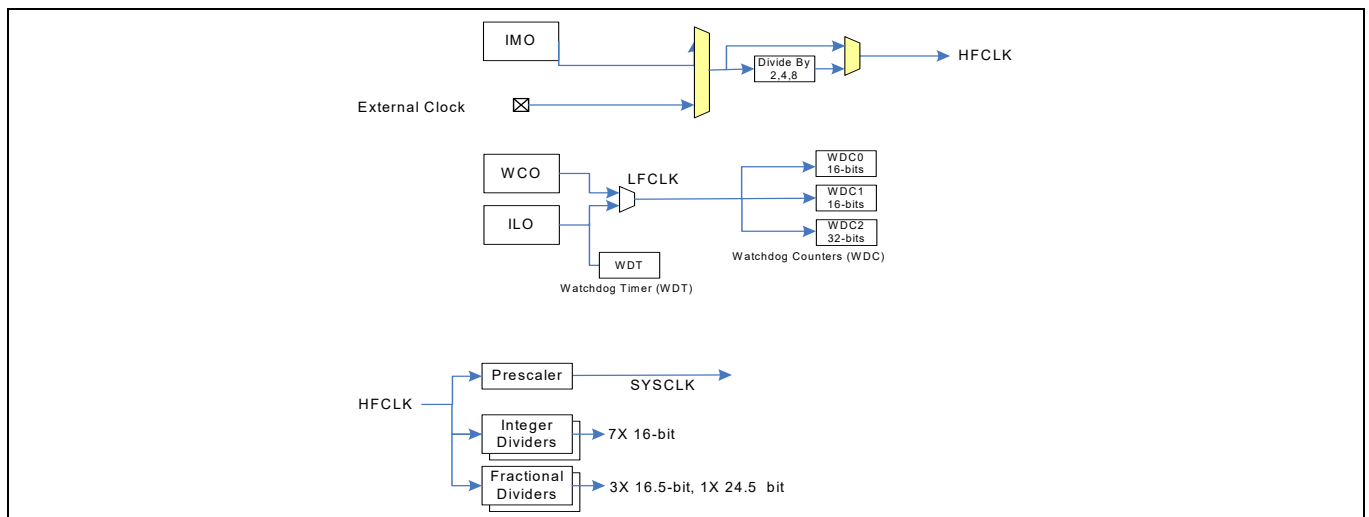 IMO
Divide By
2,4,8
HFCLK
External Clock
WCO
LFCLK
WDC0
16-bits
WDC1
16-bits
ILO
WDC2
32-bits
Watchdog Counters (WDC)
WDT
Watchdog Timer (WDT)
Prescaler
SYSCLK
HFCLK
Integer
Dividers
7X 16-bit
Fractional
Dividers
3X 16.5-bit, 1X 24.5 bit